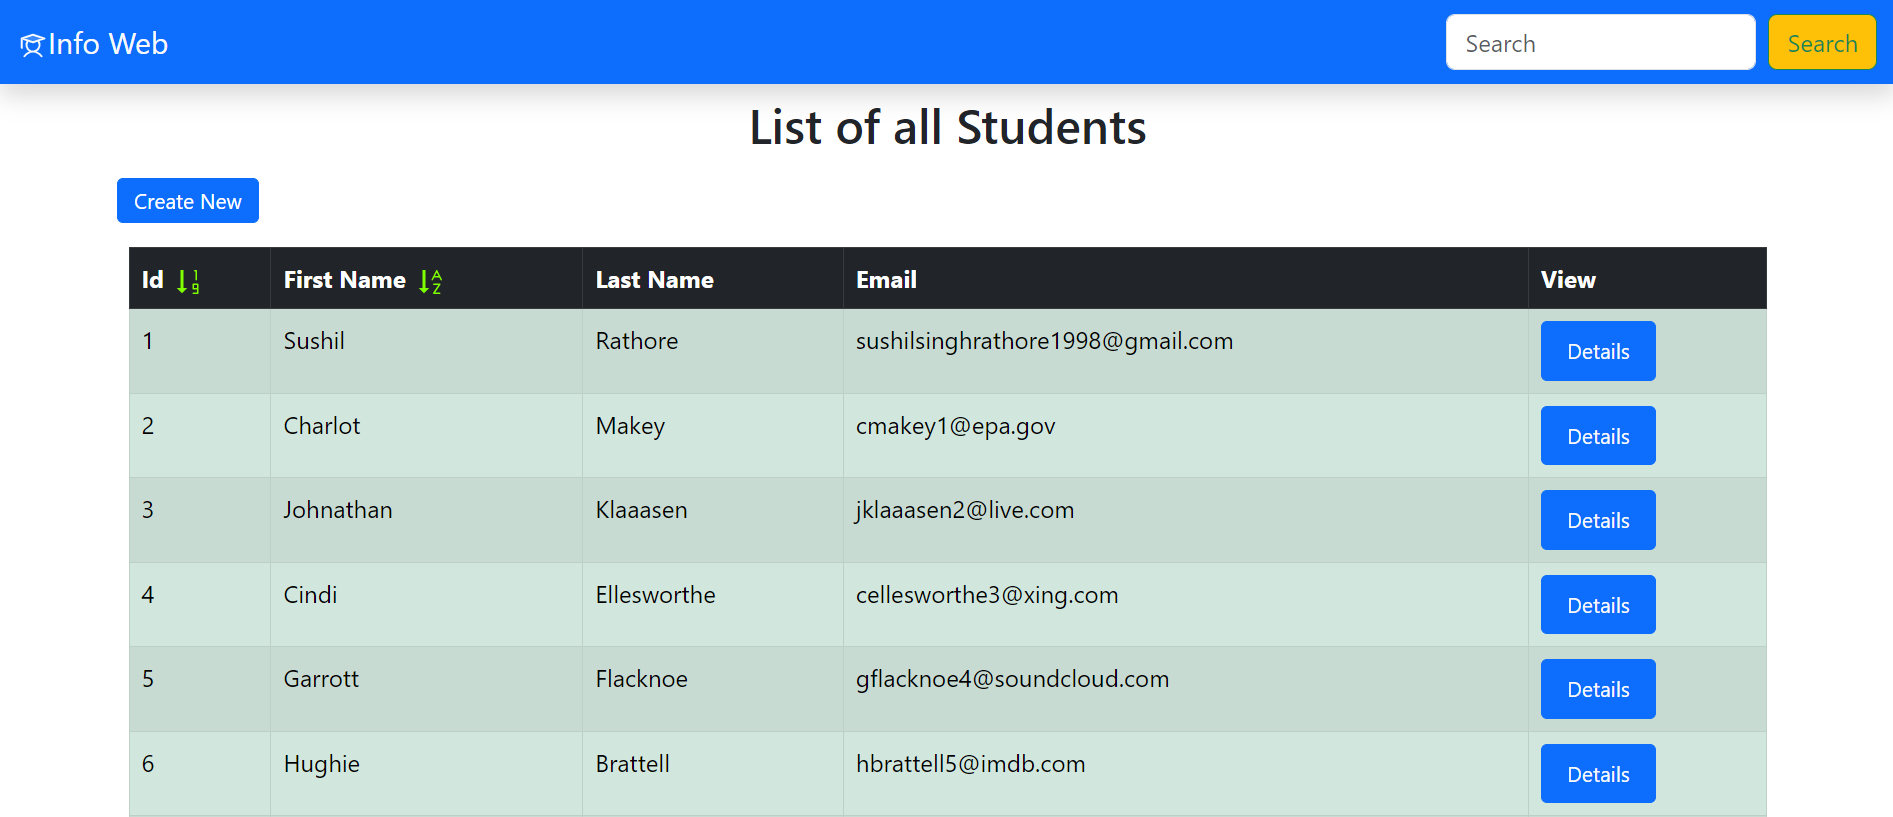 Info Web Search Search
List of all Students
Create New
Id First Name Last Name Email View
1 Sushil Rathore sushilsinghrathore1998@gmail.com Details
2 Charlot Makey cmakey1@epa.gov Details
3 Johnathan Klaaasen jklaaasen2@live.com Details
4 Cindi Ellesworthe cellesworthe3@xing.com Details
5 Garrott Flacknoe gflacknoe4@soundcloud.com Details
6 Hughie Brattell hbrattell5@imdb.com Details